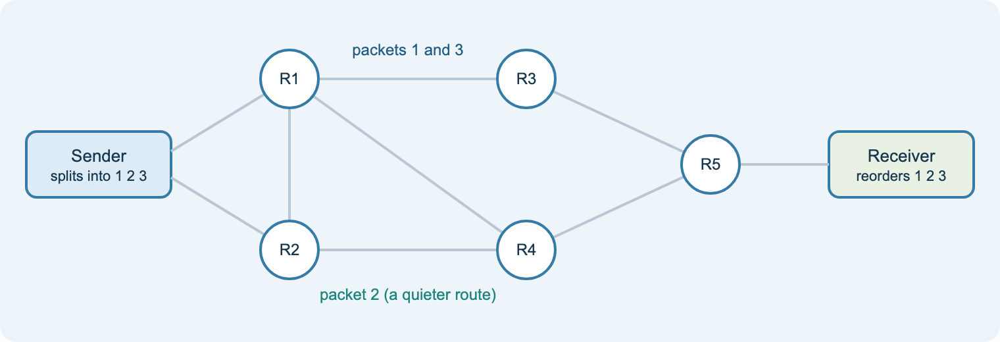 packets 1 and 3
R1
R3
Sender
splits into 1 2 3
R5
Receiver
reorders 1 2 3
R2
R4
packet 2 (a quieter route)